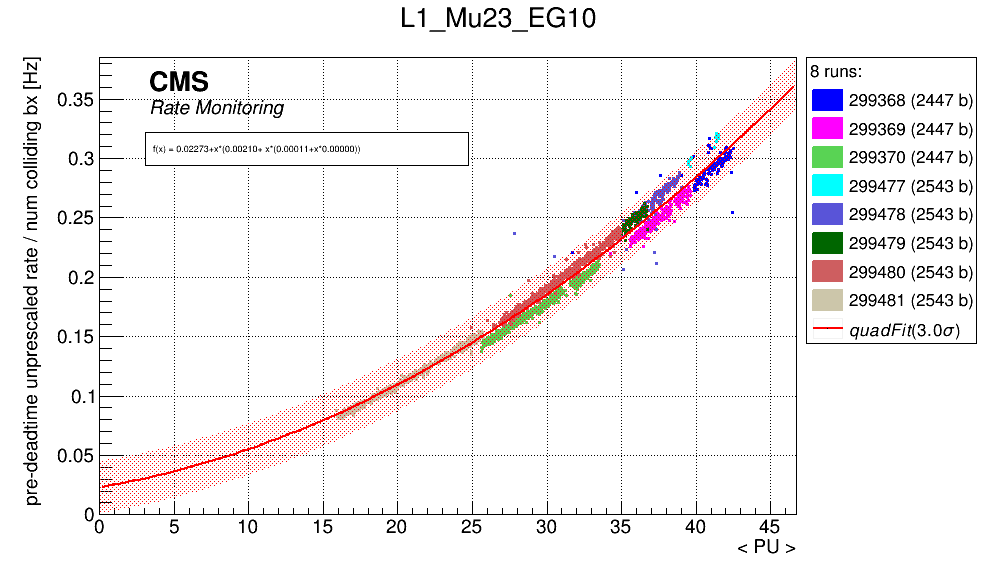 L1_Mu23_EG10
pre-deadtime unprescaled rate / num colliding bx [Hz]
CMS
Rate Monitoring
f(x) = 0.02273+x*(0.00210+ x*(0.00011+x*0.00000))
0.35
0.3
0.25
0.2
0.15
0.1
0.05
0
0 5 10 15 20 25 30 35 40 45
< PU >
8 runs:
299368 (2447 b)
299369 (2447 b)
299370 (2447 b)
299477 (2543 b)
299478 (2543 b)
299479 (2543 b)
299480 (2543 b)
299481 (2543 b)
quadFit(3.0σ)